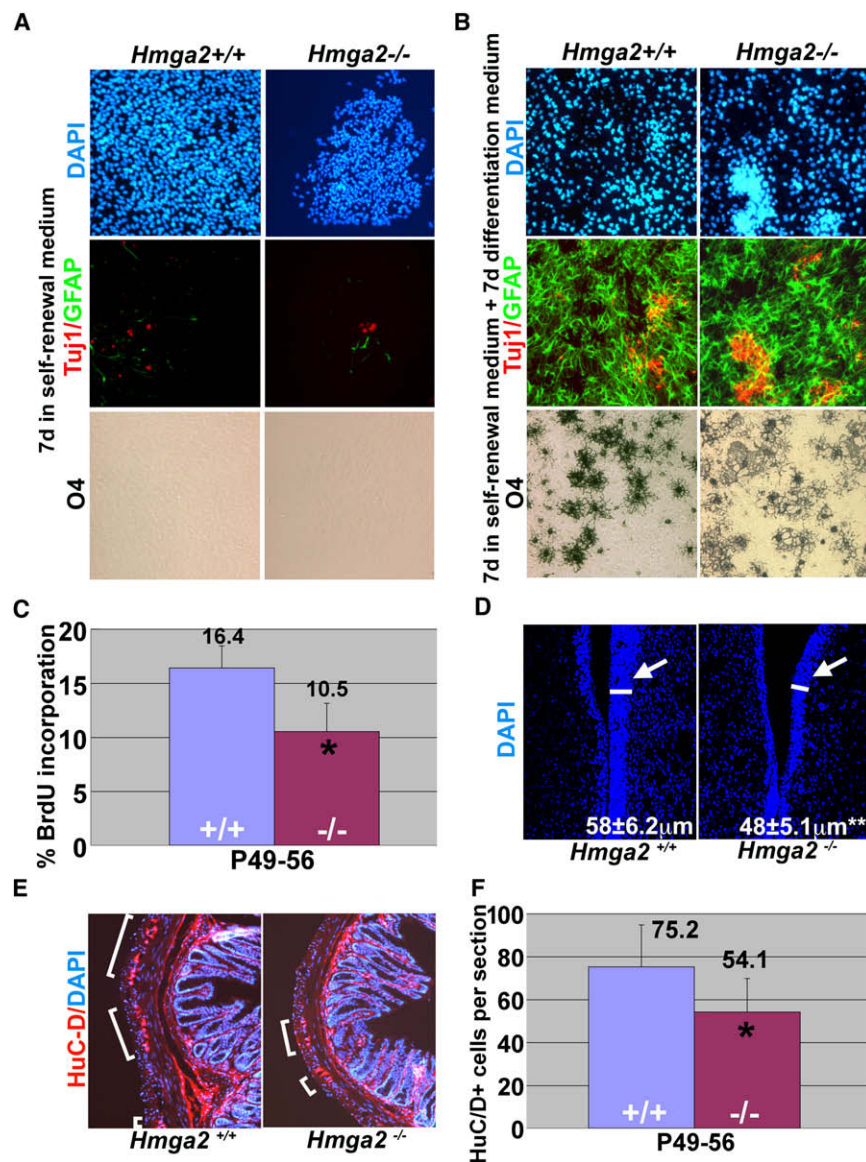 A
Hmga2+/+ Hmga2-/-
7d in self-renewal medium
DAPI
Tuj1/GFAP
O4
B
Hmga2+/+ Hmga2-/-
7d in self-renewal medium + 7d differentiation medium
DAPI
Tuj1/GFAP
O4
C
% BrdU incorporation
20
15
10
5
0
16.4
10.5
*
+/+ -/-
P49-56
D
DAPI
58±6.2µm 48±5.1µm**
Hmga2 +/+ Hmga2 -/-
E
HuC-D/DAPI
Hmga2 +/+ Hmga2 -/-
F
HuC/D+ cells per section
100
80
60
40
20
0
75.2
54.1
*
+/+ -/-
P49-56